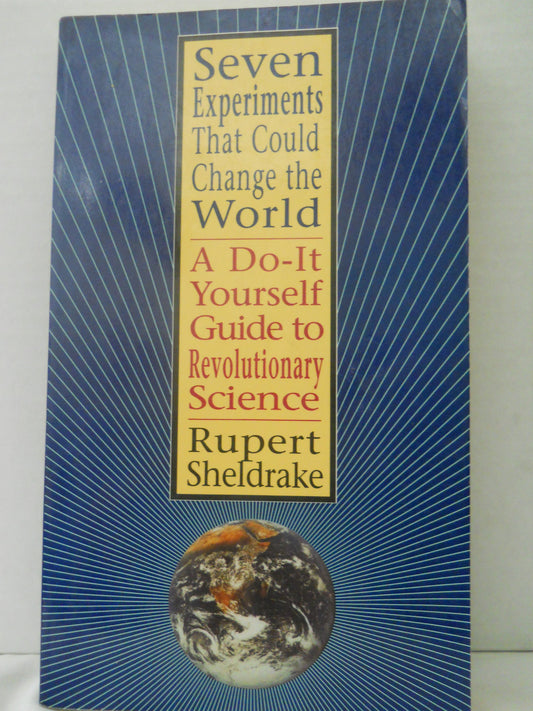 Seven
Experiments
That Could
Change the
World
A Do-It
Yourself
Guide to
Revolutionary
Science
Rupert
Sheldrake